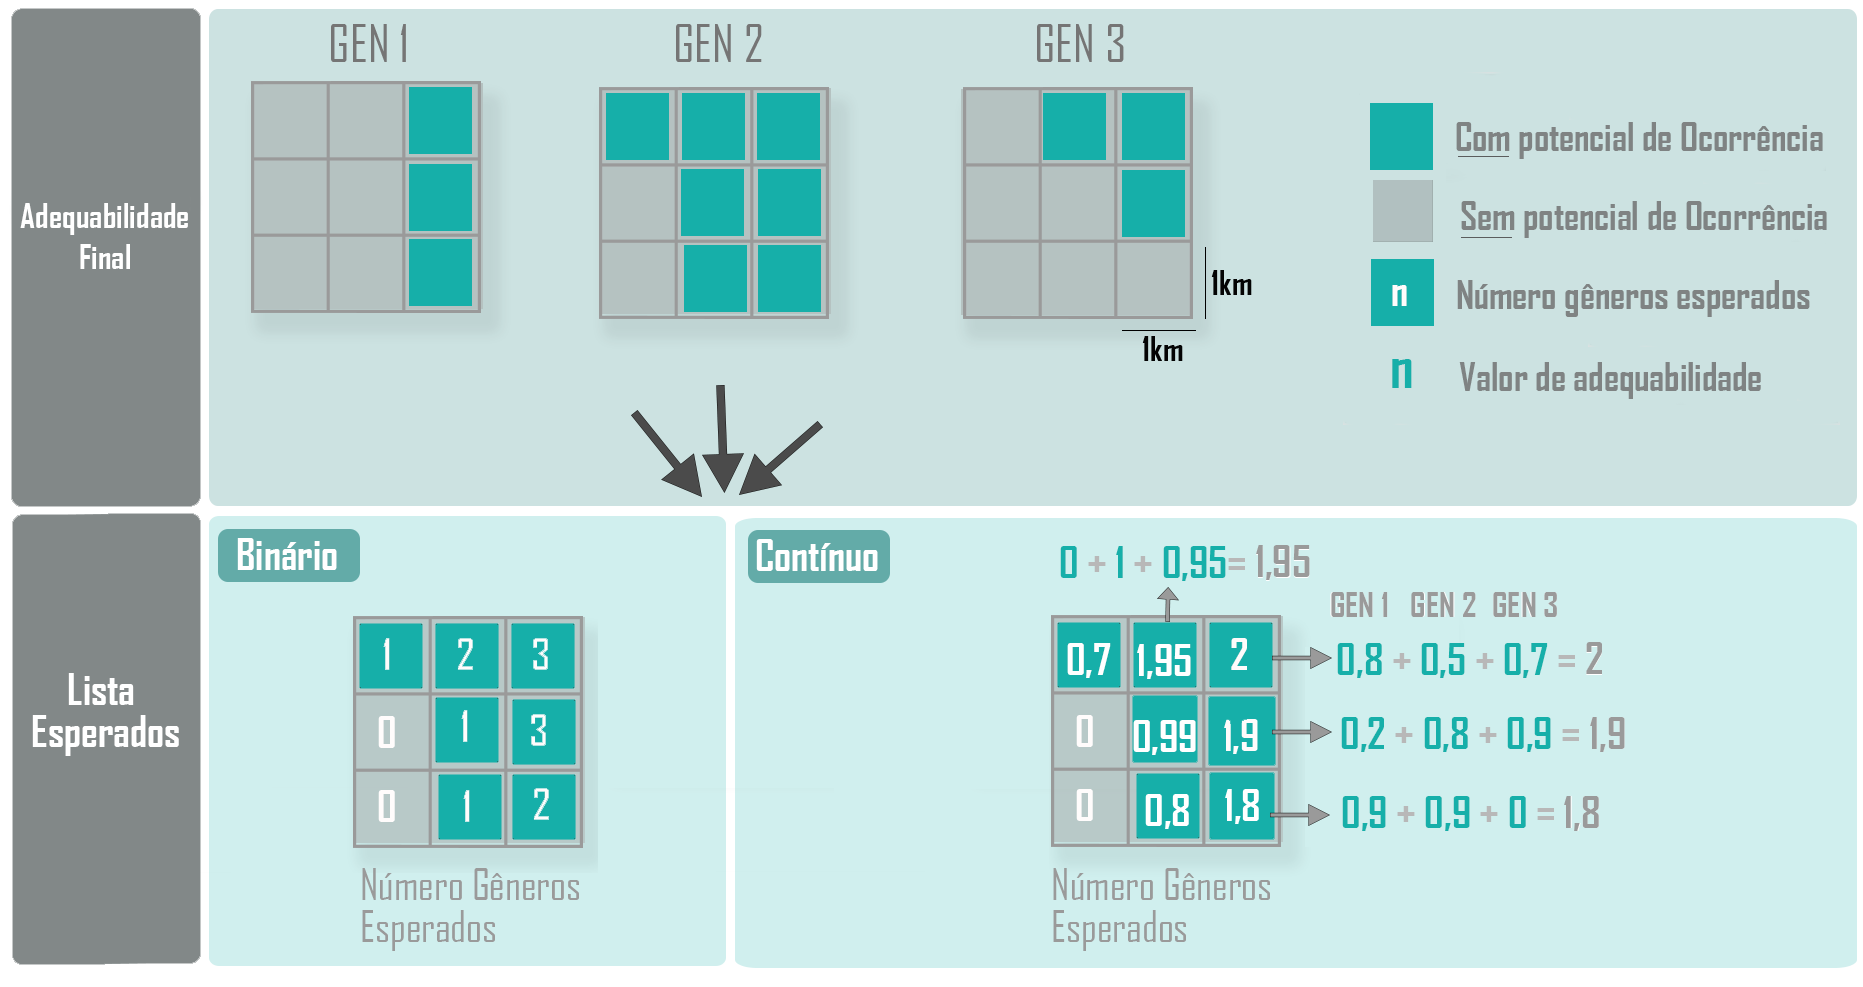 GEN 1
GEN 2
GEN 3
Adequabilidade
Final
Com potencial de Ocorrência
Sem potencial de Ocorrência
n Número gêneros esperados
n Valor de adequabilidade
1km
1km
Lista
Esperados
Binário
1 2 3
0 1 3
0 1 2
Número Gêneros
Esperados
Contínuo
0 + 1 + 0,95= 1,95
GEN 1 GEN 2 GEN 3
0,7 1,95 2
0,8 + 0,5 + 0,7 = 2
0 0,99 1,9
0,2 + 0,8 + 0,9 = 1,9
0 0,8 1,8
0,9 + 0,9 + 0 = 1,8
Número Gêneros
Esperados